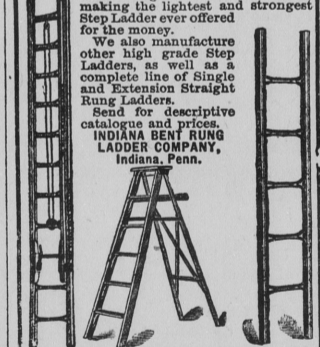 making the lightest and strongest
Step Ladder ever offered
for the money.
We also manufacture
other high grade Step
Ladders, as well as a
complete line of Single
and Extension Straight
Rung Ladders.
Send for descriptive
catalogue and prices.
INDIANA BENT RUNG
LADDER COMPANY,
Indiana, Penn.